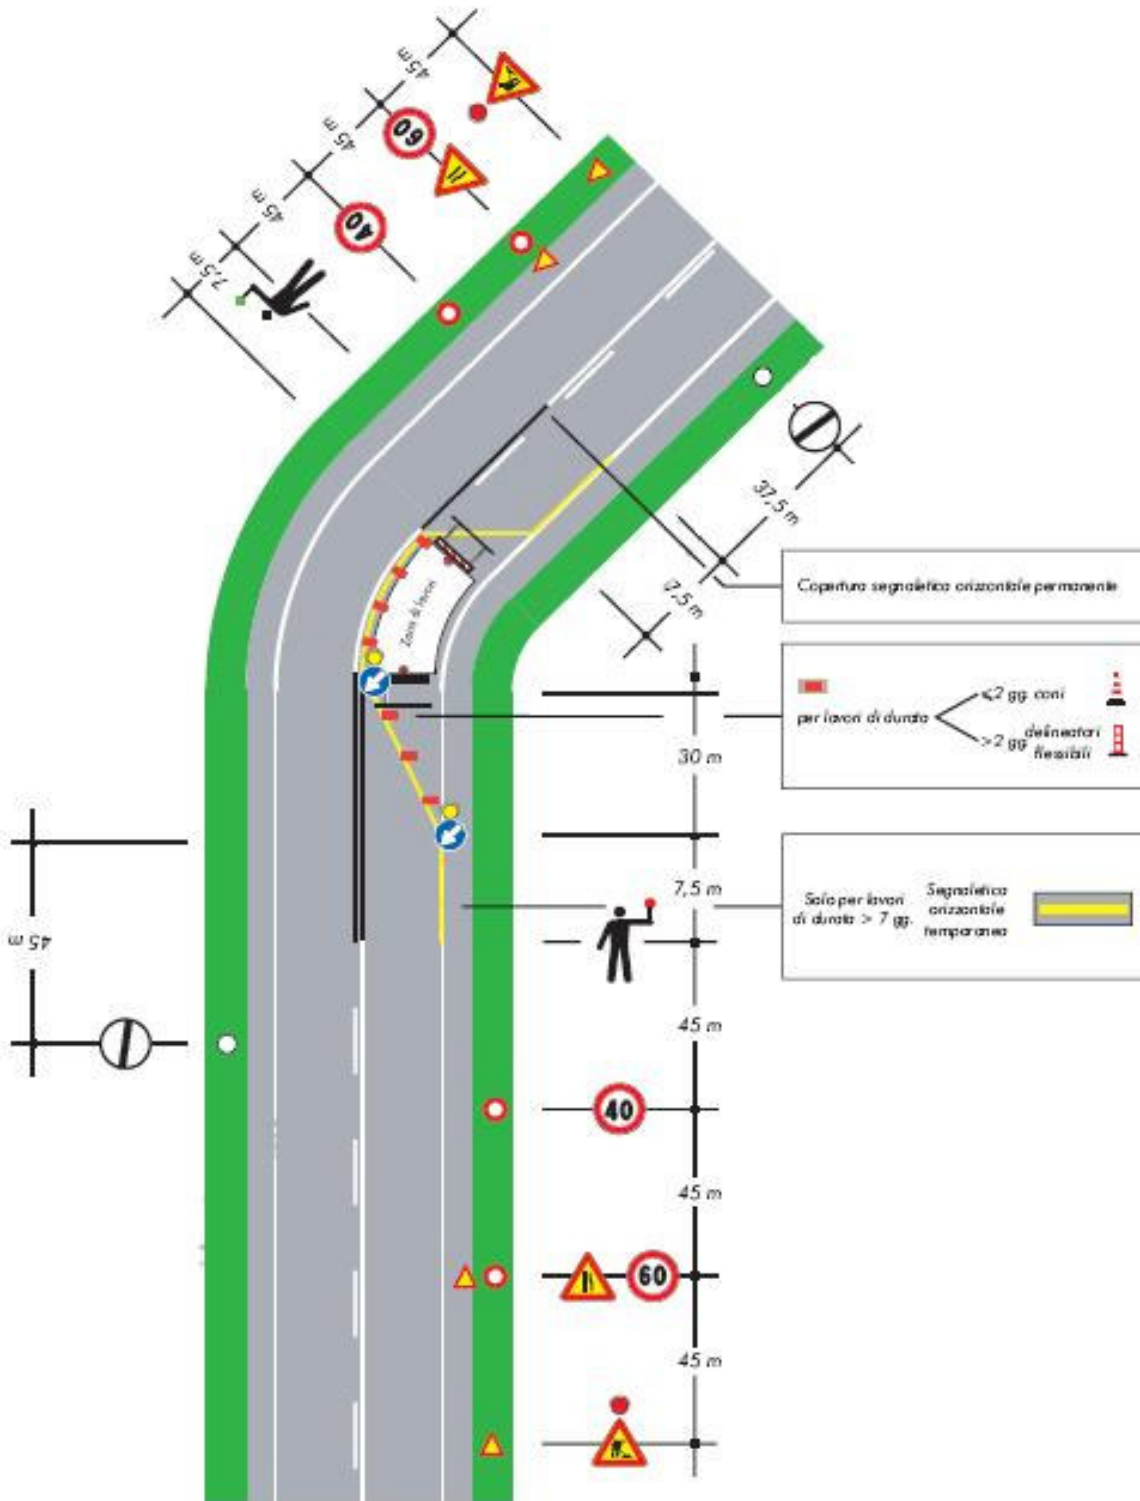 45 m
60
45 m
40
45 m
7,5 m
37,5 m
7,5 m
Copertura segnaletica orizzontale permanente
Zona di lavori
per lavori di durata
≤2 gg. coni
>2 gg. delineatori
flessibili
30 m
7,5 m
Solo per lavori
di durata > 7 gg.
Segnaletica
orizzontale
temporanea
45 m
45 m
40
45 m
60
45 m